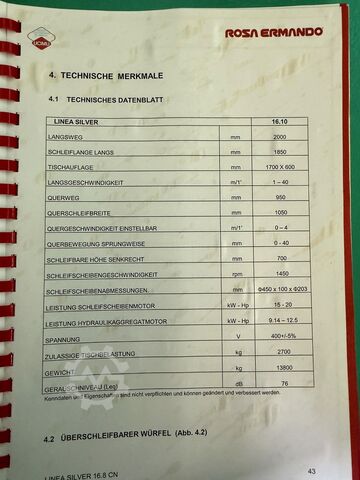 UCIMU
ROSA ERMANDO
4. TECHNISCHE MERKMALE
4.1 TECHNISCHES DATENBLATT
LINEA SILVER 16.10
LANGSWEG mm 2000
SCHLEIFLANGE LANGS mm 1850
TISCHAUFLAGE mm 1700 X 600
LANGSGESCHWINDIGKEIT m/1' 1 – 40
QUERWEG mm 950
QUERSCHLEIFBREITE mm 1050
QUERGESCHWINDIGKEIT EINSTELLBAR m/1' 0 – 4
QUERBEWEGUNG SPRUNGWEISE mm 0 - 40
SCHLEIFBARE HÖHE SENKRECHT mm 700
SCHLEIFSCHEIBENGESCHWINDIGKEIT rpm 1450
SCHLEIFSCHEIBENABMESSUNGEN. mm Φ450 x 100 x Φ203
LEISTUNG SCHLEIFSCHEIBENMOTOR kW - Hp 15 - 20
LEISTUNG HYDRAULIKAGGREGATMOTOR kW - Hp 9.14 – 12.5
SPANNUNG V 400+/-5%
ZULASSIGE TISCHBELASTUNG kg 2700
GEWICHT kg 13800
GERAUSCHNIVEAU (Leq) dB 76
Kenndaten und Eigenschaften sind nicht verpflichten und können geändert und verbessert werden.
4.2 ÜBERSCHLEIFBARER WÜRFEL (Abb. 4.2)
LINEA SILVER 16.8 CN 43